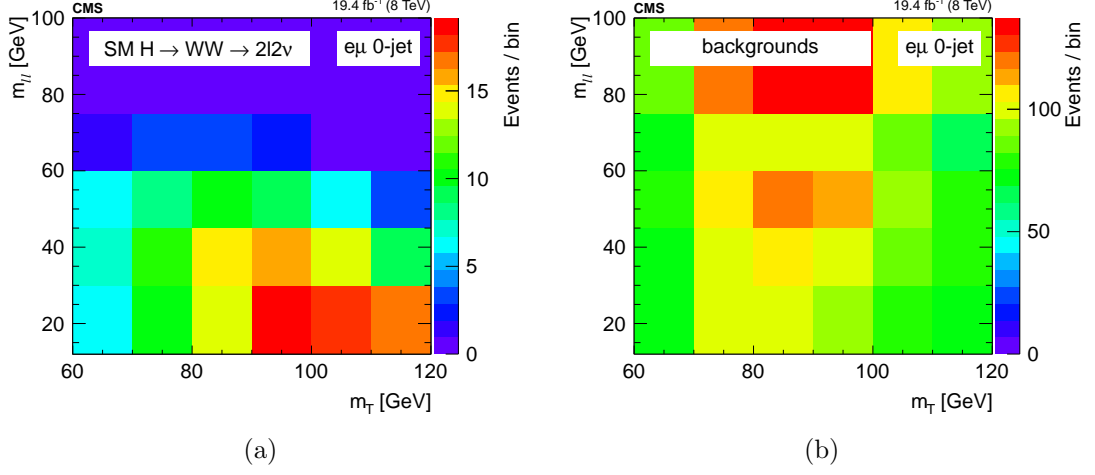 CMS 19.4 fb⁻¹ (8 TeV)
SM H → WW → 2l2ν eμ 0-jet
m_ll [GeV]
100
80
60
40
20
60 80 100 120
m_T [GeV]
Events / bin
15
10
5
0
(a)
CMS 19.4 fb⁻¹ (8 TeV)
backgrounds eμ 0-jet
m_ll [GeV]
100
80
60
40
20
60 80 100 120
m_T [GeV]
Events / bin
100
50
0
(b)